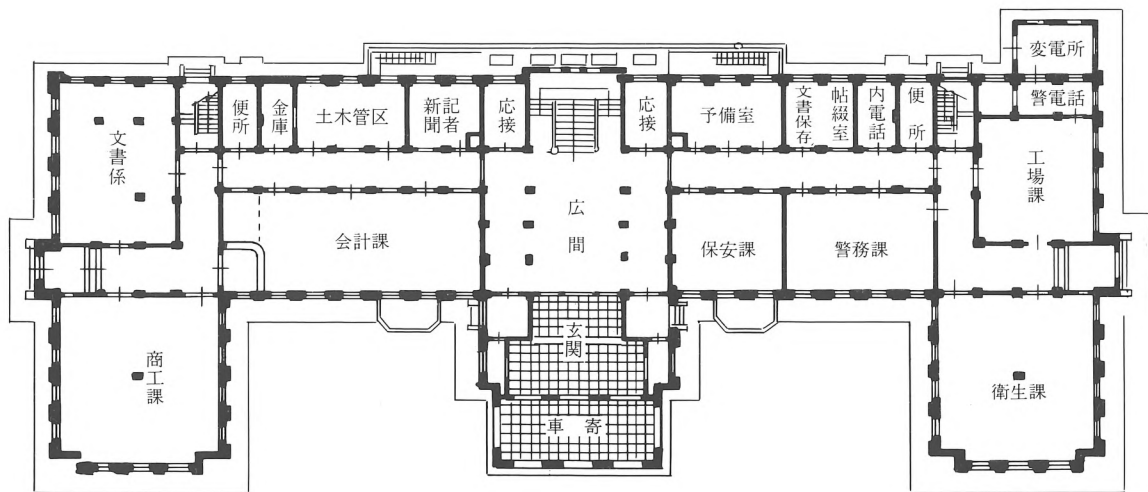 変電所
警電話
便所
金庫
土木管区
新聞
記者
応接
応接
予備室
文書保存
帖綴室
内電話
便所
文書係
工場課
広間
会計課
保安課
警務課
玄関
商工課
衛生課
車寄